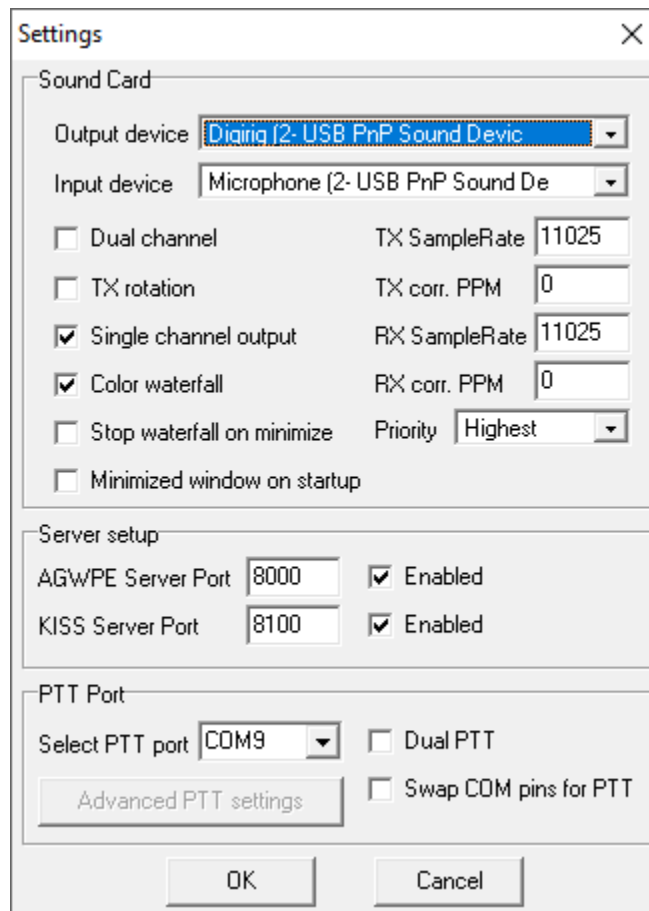 Settings
Sound Card
Output device Digirig (2- USB PnP Sound Devic
Input device Microphone (2- USB PnP Sound De
Dual channel TX SampleRate 11025
TX rotation TX corr. PPM 0
Single channel output RX SampleRate 11025
Color waterfall RX corr. PPM 0
Stop waterfall on minimize Priority Highest
Minimized window on startup
Server setup
AGWPE Server Port 8000 Enabled
KISS Server Port 8100 Enabled
PTT Port
Select PTT port COM9 Dual PTT
Advanced PTT settings Swap COM pins for PTT
OK Cancel